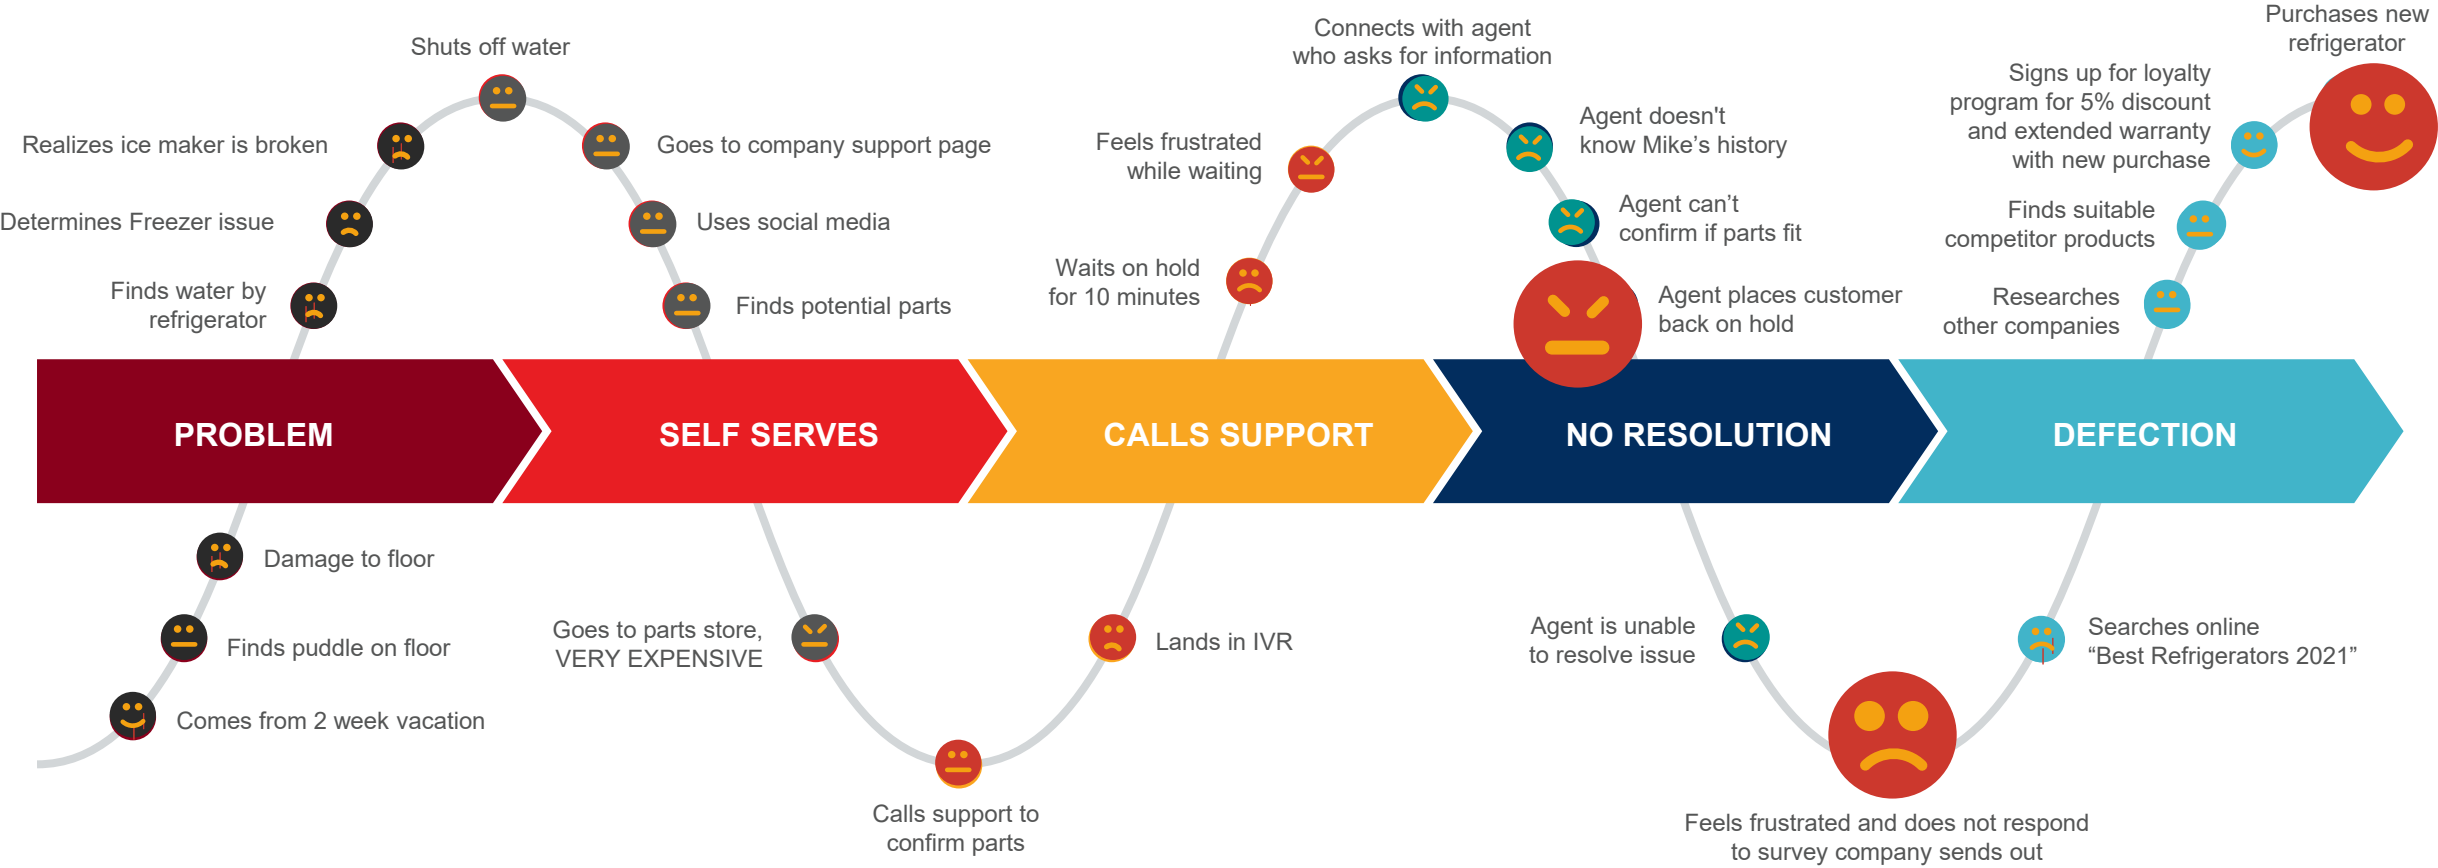 Comes from 2 week vacation
Finds puddle on floor
Damage to floor
PROBLEM
Finds water by
refrigerator
Determines Freezer issue
Realizes ice maker is broken
Shuts off water
Goes to company support page
Uses social media
Finds potential parts
SELF SERVES
Goes to parts store,
VERY EXPENSIVE
Calls support to
confirm parts
Lands in IVR
CALLS SUPPORT
Waits on hold
for 10 minutes
Feels frustrated
while waiting
Connects with agent
who asks for information
Agent doesn't
know Mike’s history
Agent can’t
confirm if parts fit
Agent places customer
back on hold
NO RESOLUTION
Agent is unable
to resolve issue
Feels frustrated and does not respond
to survey company sends out
Searches online
“Best Refrigerators 2021”
DEFECTION
Researches
other companies
Finds suitable
competitor products
Signs up for loyalty
program for 5% discount
and extended warranty
with new purchase
Purchases new
refrigerator